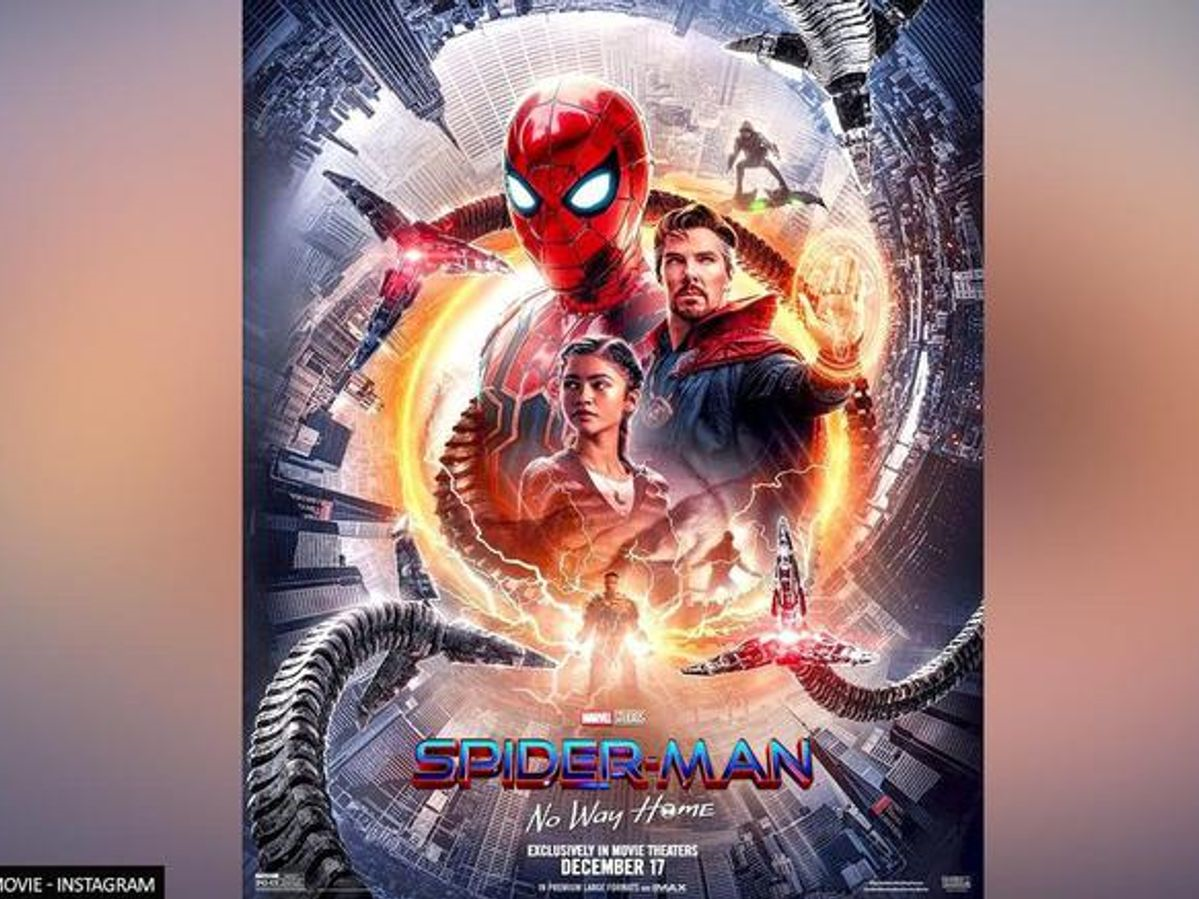 MARVEL STUDIOS
SPIDER-MAN
No Way Home
EXCLUSIVELY IN MOVIE THEATERS
DECEMBER 17
IN PREMIUM LARGE FORMATS AND IMAX
MOVIE - INSTAGRAM